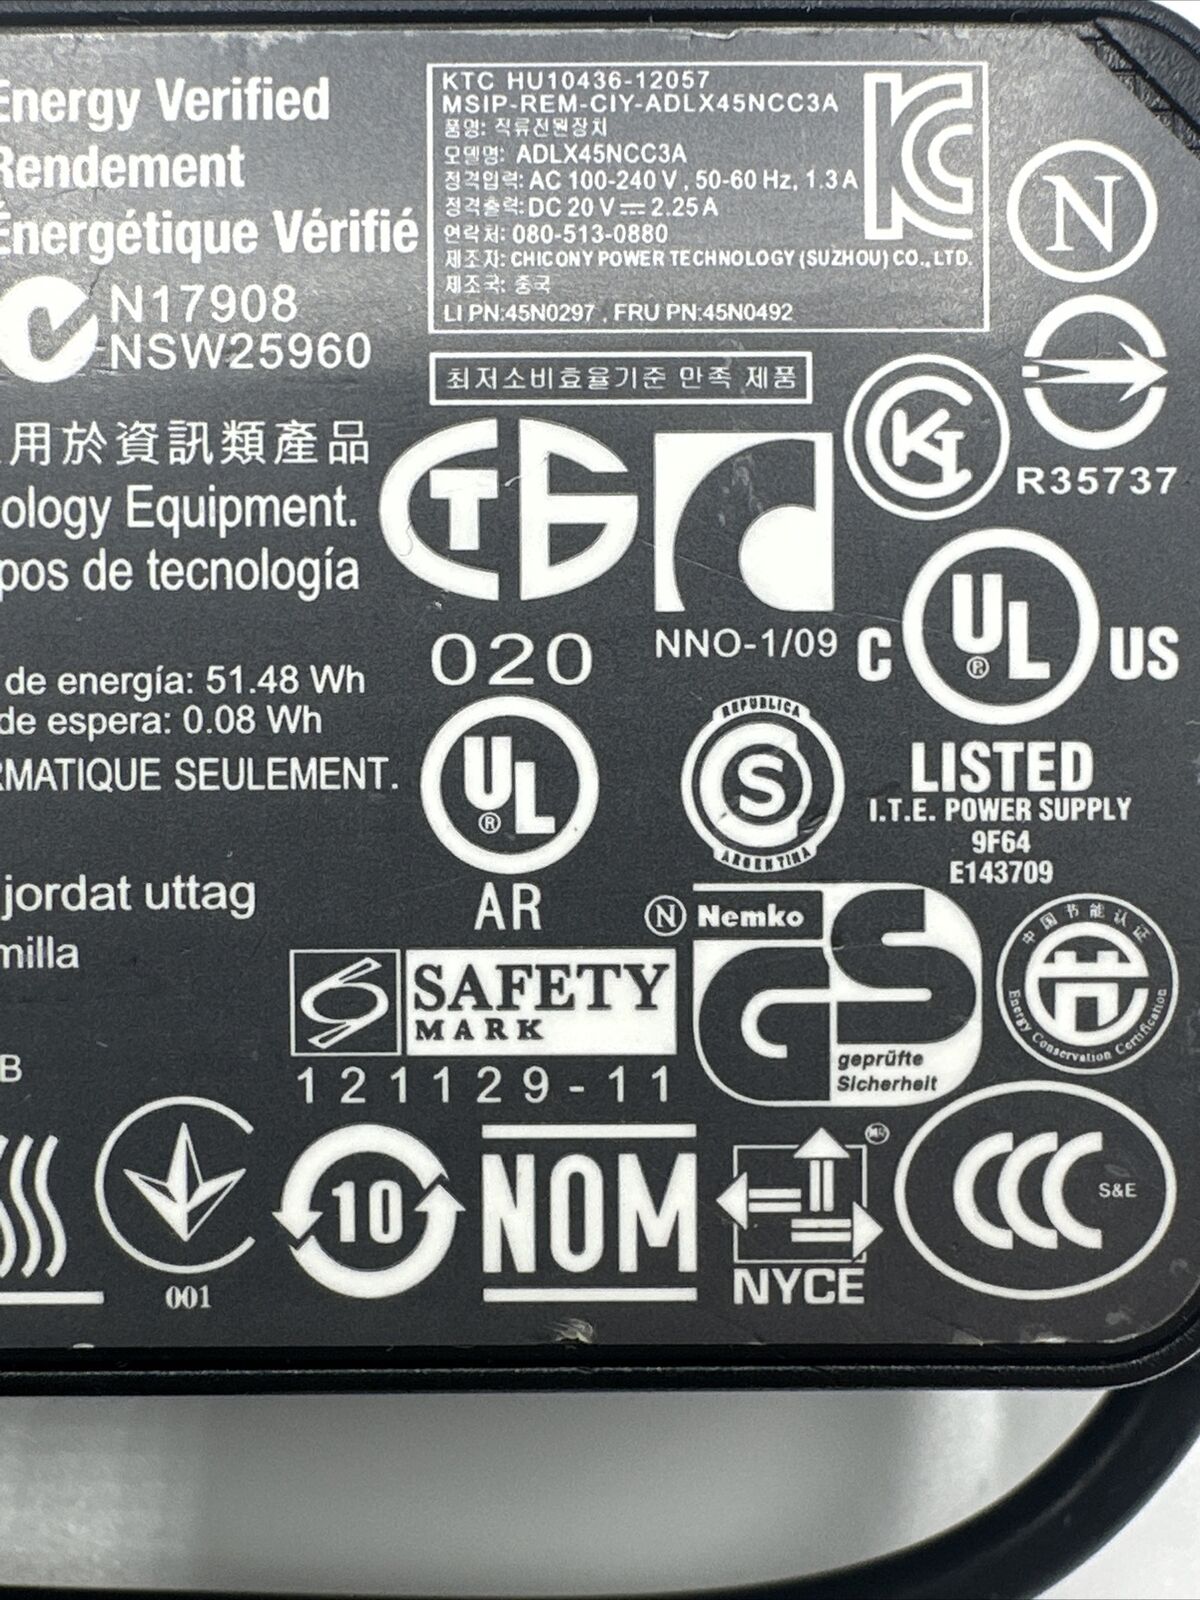 Energy Verified
Rendement
Énergétique Vérifié
N17908
NSW25960
用於資訊類產品
ology Equipment.
pos de tecnología
de energía: 51.48 Wh
de espera: 0.08 Wh
RMATIQUE SEULEMENT.
jordat uttag
milla
B
KTC HU10436-12057
MSIP-REM-CIY-ADLX45NCC3A
품명: 직류전원장치
모델명: ADLX45NCC3A
정격입력: AC 100-240 V , 50-60 Hz, 1.3 A
정격출력: DC 20 V ⎓ 2.25 A
연락처: 080-513-0880
제조자: CHICONY POWER TECHNOLOGY (SUZHOU) CO., LTD.
제조국: 중국
LI PN:45N0297 , FRU PN:45N0492
최저소비효율기준 만족 제품
N
R35737
020
NNO-1/09
C UL ® US
LISTED
I.T.E. POWER SUPPLY
9F64
E143709
UL ®
AR
REPUBLICA
S
ARGENTINA
N Nemko
GS
geprüfte
Sicherheit
中国节能认证
Energy Conservation Certification
SAFETY
MARK
121129-11
001
10
NOM
NYCE
MR
CCC
S&E